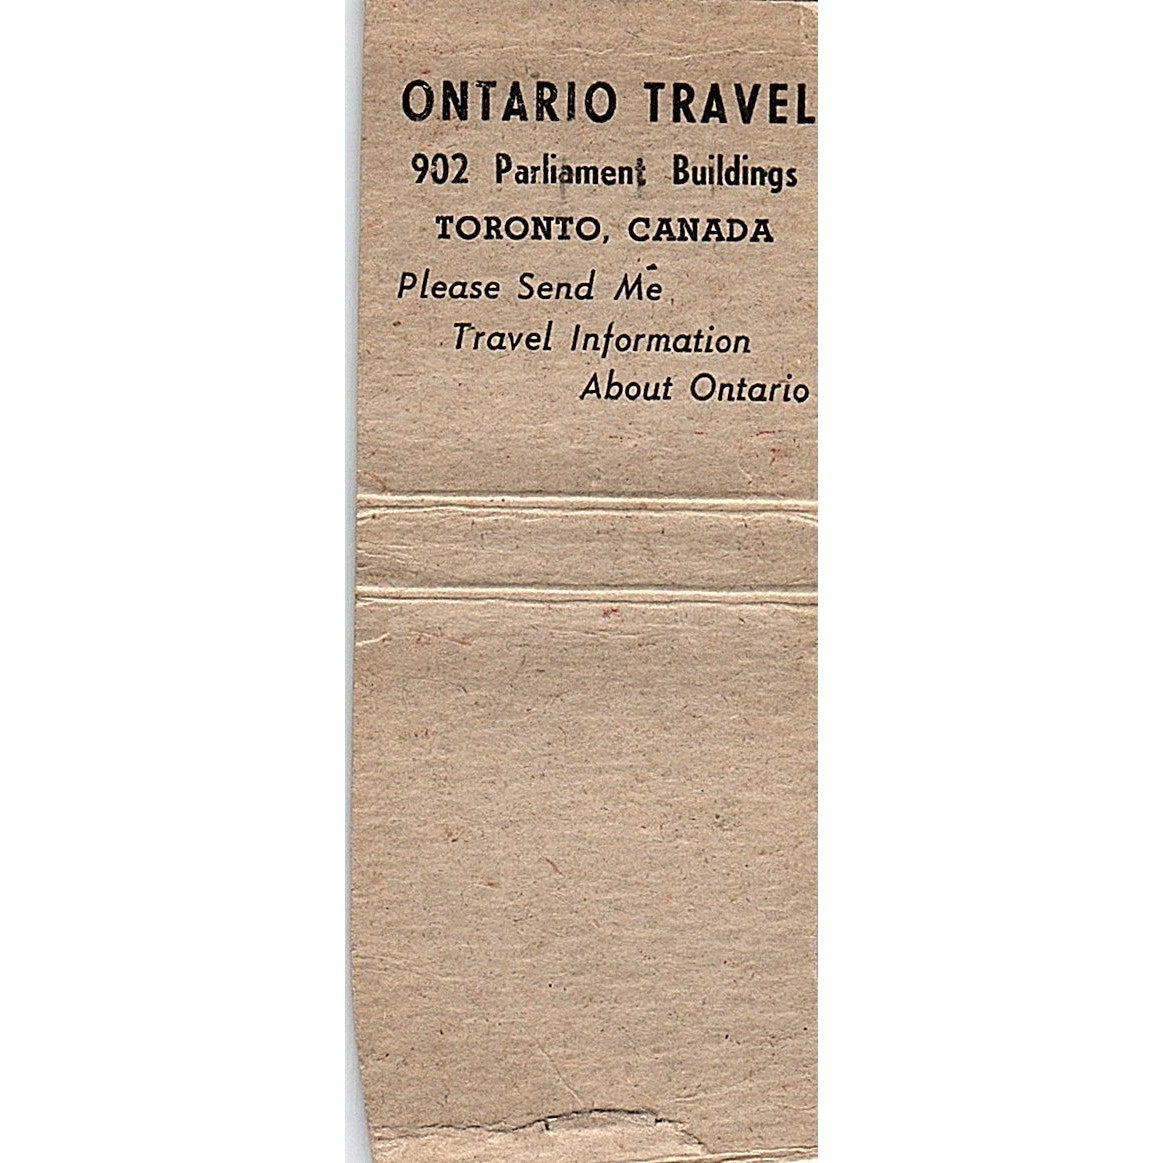 ONTARIO TRAVEL
902 Parliament Buildings
TORONTO, CANADA
Please Send Me
Travel Information
About Ontario